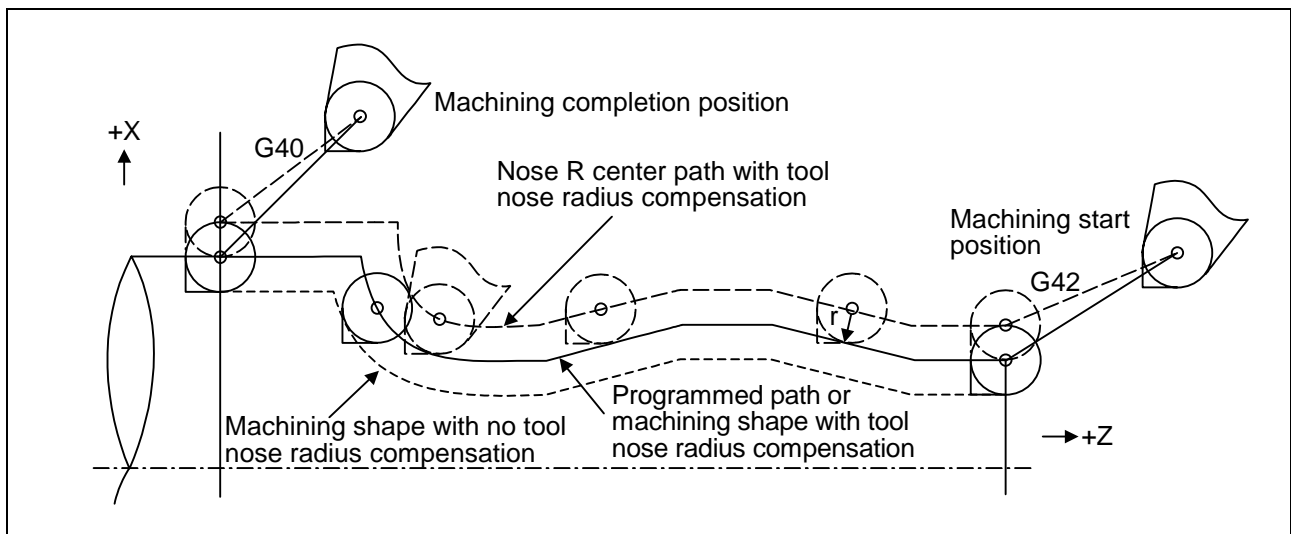 Machining completion position
+X
G40
Nose R center path with tool
nose radius compensation
Machining start
position
G42
r
Programmed path or
machining shape with tool
nose radius compensation
Machining shape with no tool
nose radius compensation
+Z